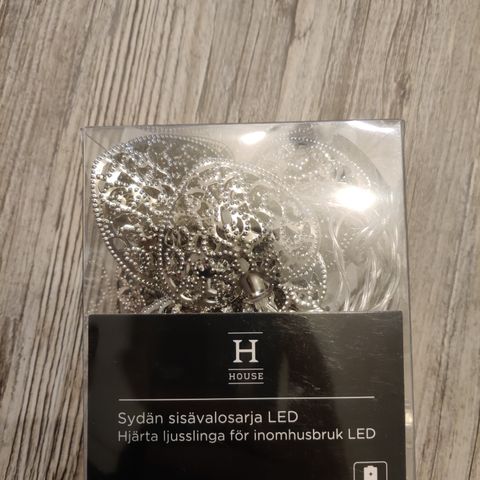 H
HOUSE
Sydän sisävalosarja LED
Hjärta ljusslinga för inomhusbruk LED